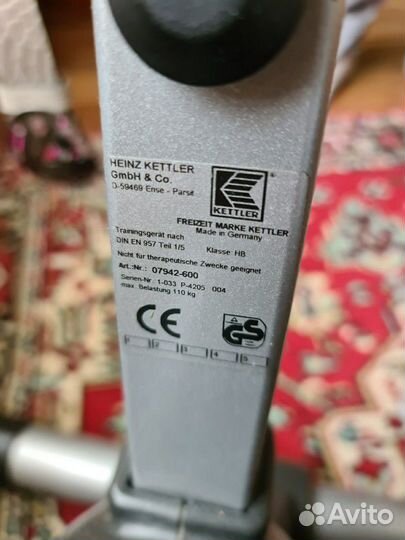 HEINZ KETTLER
GmbH & Co.
D-59469 Ense - Parsit
KETTLER
®
FREIZEIT MARKE KETTLER
Made in Germany
Trainingsgerät nach
DIN EN 957 Teil 1/5 Klasse: HB
Nicht für therapeutische Zwecke geeignet
Art.-Nr.: 07942-600
Serien-Nr.: 1-033 P-4205 004
max. Belastung 110 kg
CE
GS
1 2 3 4 5
Avito